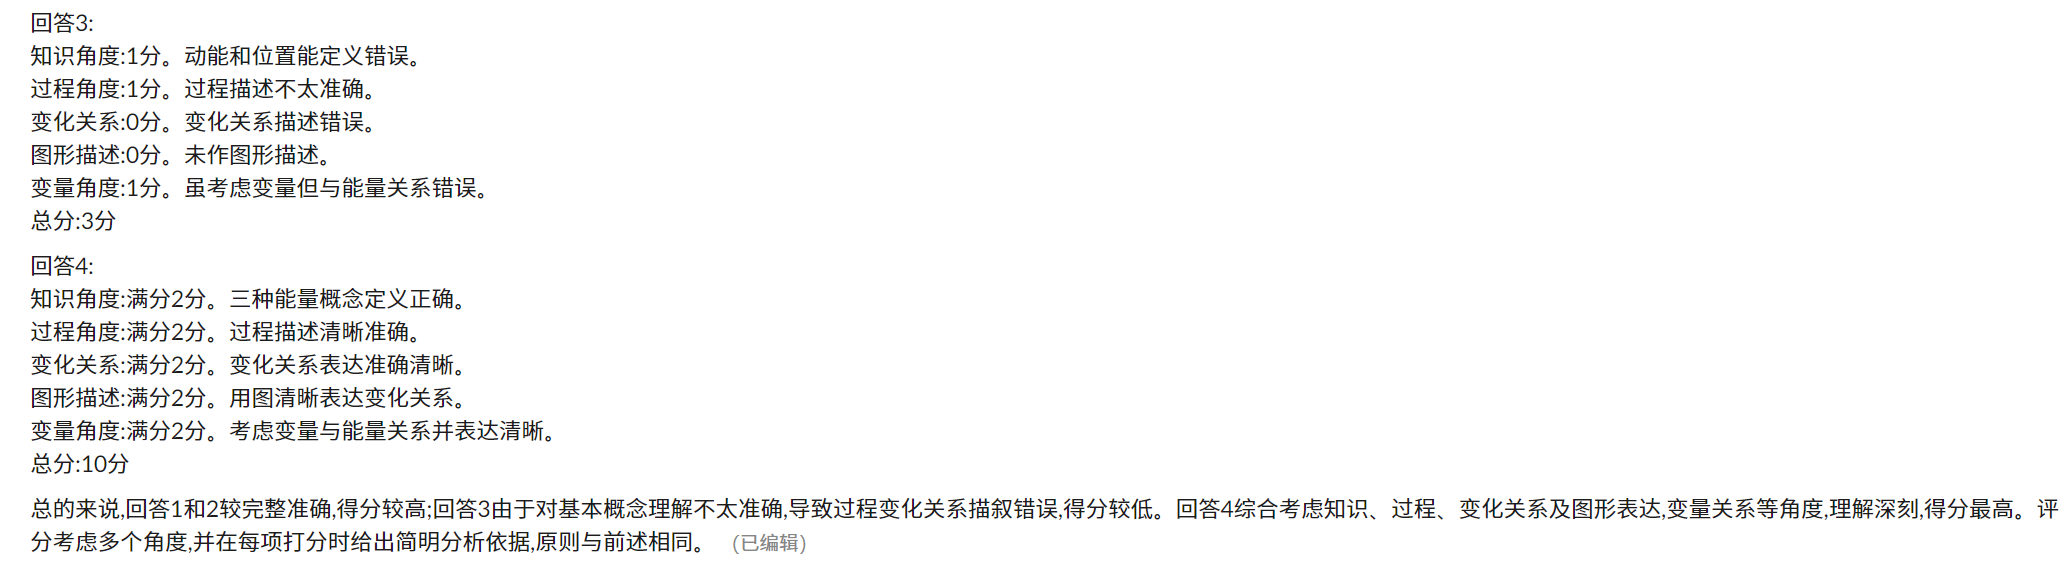 回答3:
知识角度:1分。动能和位置能定义错误。
过程角度:1分。过程描述不太准确。
变化关系:0分。变化关系描述错误。
图形描述:0分。未作图形描述。
变量角度:1分。虽考虑变量但与能量关系错误。
总分:3分
回答4:
知识角度:满分2分。三种能量概念定义正确。
过程角度:满分2分。过程描述清晰准确。
变化关系:满分2分。变化关系表达准确清晰。
图形描述:满分2分。用图清晰表达变化关系。
变量角度:满分2分。考虑变量与能量关系并表达清晰。
总分:10分
总的来说,回答1和2较完整准确,得分较高;回答3由于对基本概念理解不太准确,导致过程变化关系描叙错误,得分较低。回答4综合考虑知识、过程、变化关系及图形表达,变量关系等角度,理解深刻,得分最高。评
分考虑多个角度,并在每项打分时给出简明分析依据,原则与前述相同。 (已编辑)